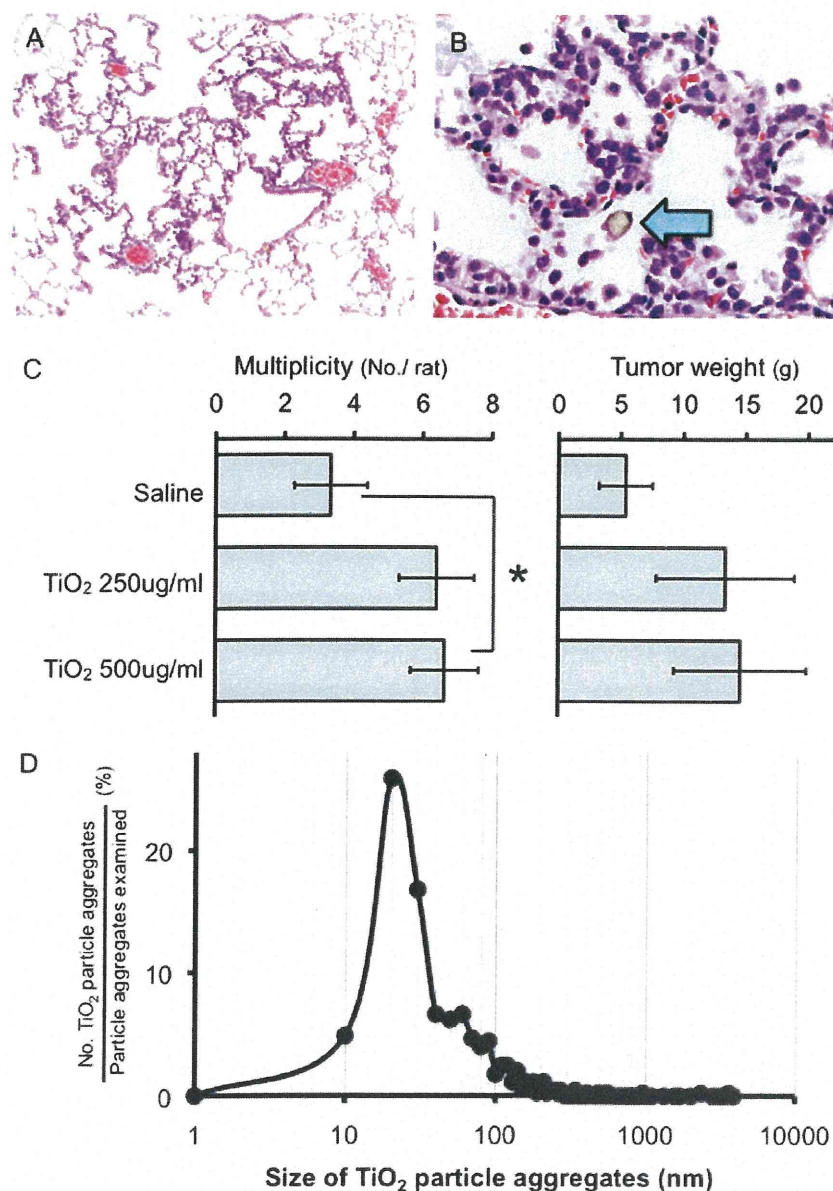 A
B
C
Multiplicity (No./ rat)
Tumor weight (g)
0 2 4 6 8
0 5 10 15 20
Saline
TiO2 250ug/ml
*
TiO2 500ug/ml
D
No. TiO2 particle aggregates
Particle aggregates examined
(%)
20
10
0
1 10 100 1000 10000
Size of TiO2 particle aggregates (nm)